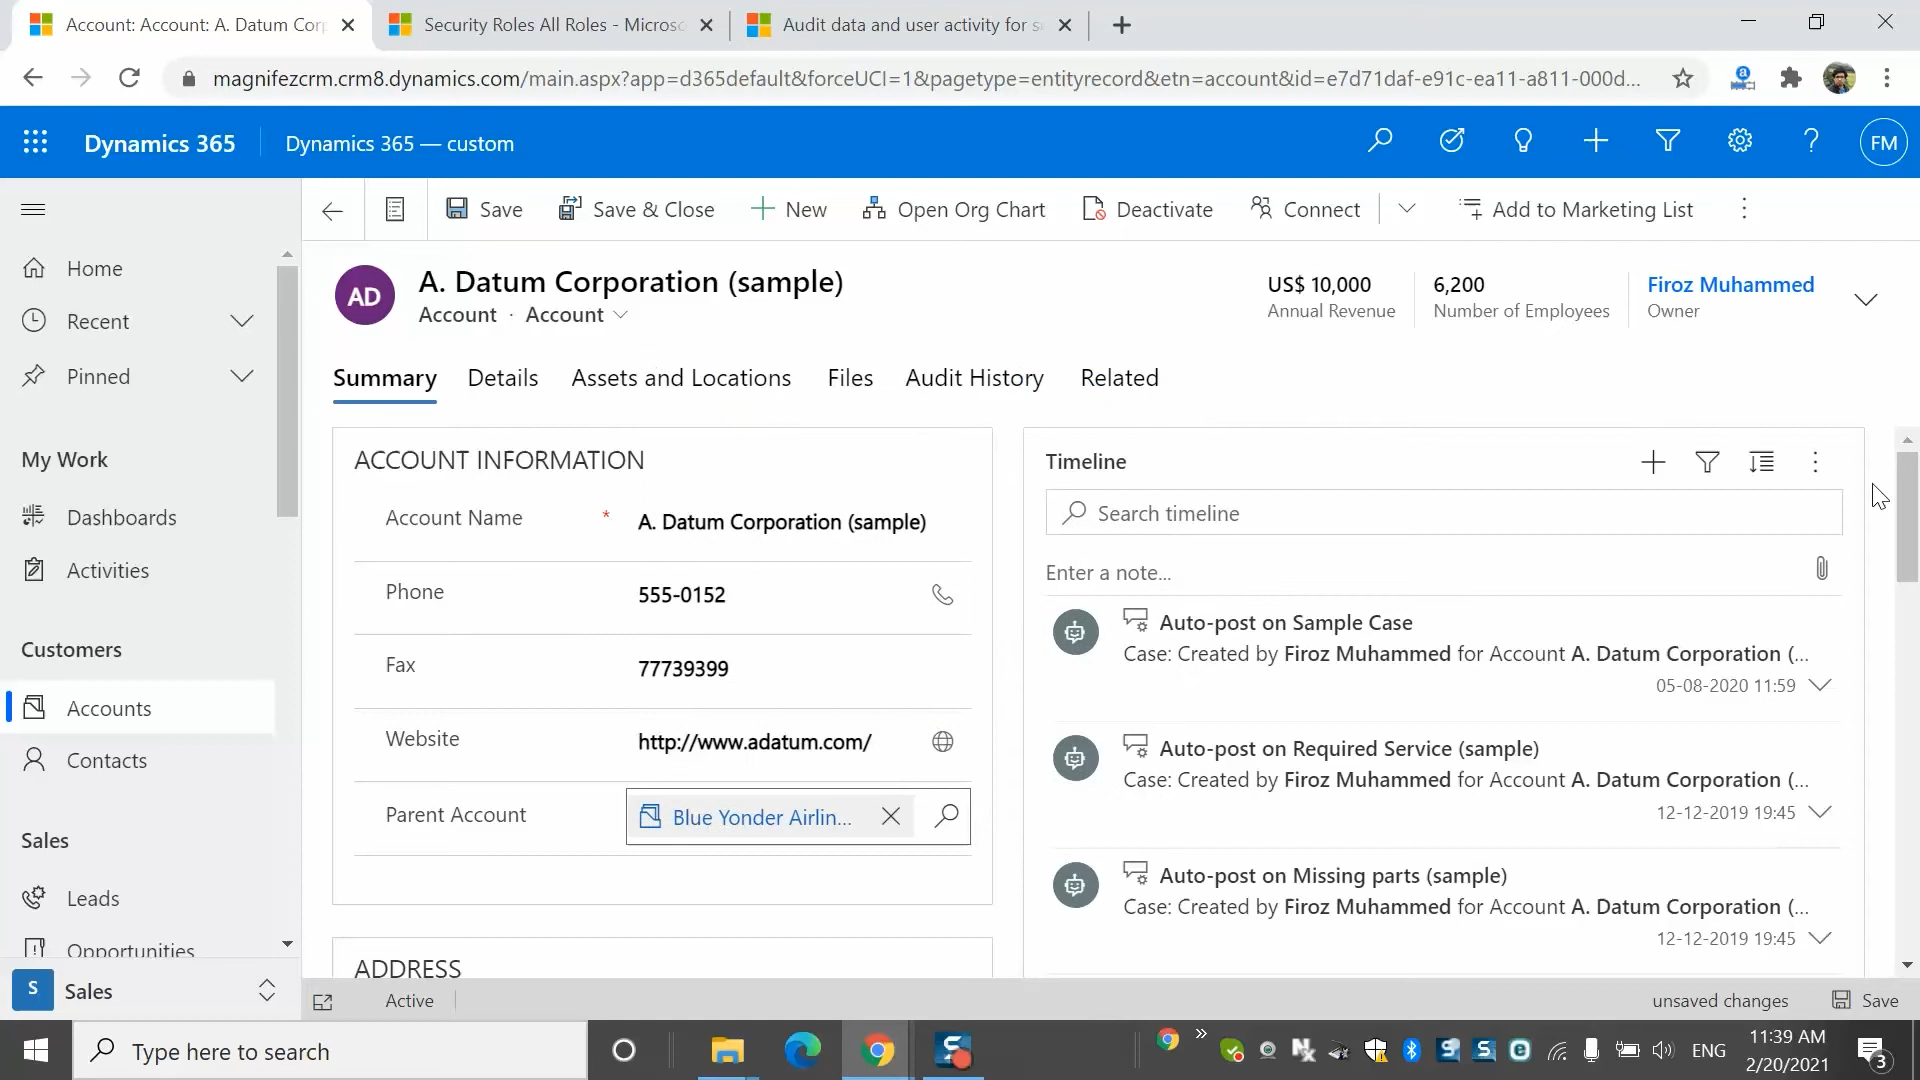 Account: Account: A. Datum Cor
Security Roles All Roles - Microso
Audit data and user activity for s
magnifezcrm.crm8.dynamics.com/main.aspx?app=d365default&forceUCI=1&pagetype=entityrecord&etn=account&id=e7d71daf-e91c-ea11-a811-000d...
Dynamics 365
Dynamics 365 — custom
FM
Save
Save & Close
New
Open Org Chart
Deactivate
Connect
Add to Marketing List
Home
Recent
Pinned
My Work
Dashboards
Activities
Customers
Accounts
Contacts
Sales
Leads
Opportunities
S Sales
AD
A. Datum Corporation (sample)
Account · Account
US$ 10,000
Annual Revenue
6,200
Number of Employees
Firoz Muhammed
Owner
Summary Details Assets and Locations Files Audit History Related
ACCOUNT INFORMATION
Account Name * A. Datum Corporation (sample)
Phone 555-0152
Fax 77739399
Website http://www.adatum.com/
Parent Account Blue Yonder Airlin...
ADDRESS
Timeline
Search timeline
Enter a note...
Auto-post on Sample Case
Case: Created by Firoz Muhammed for Account A. Datum Corporation (...
05-08-2020 11:59
Auto-post on Required Service (sample)
Case: Created by Firoz Muhammed for Account A. Datum Corporation (...
12-12-2019 19:45
Auto-post on Missing parts (sample)
Case: Created by Firoz Muhammed for Account A. Datum Corporation (...
12-12-2019 19:45
Active
unsaved changes
Save
Type here to search
ENG
11:39 AM
2/20/2021
3